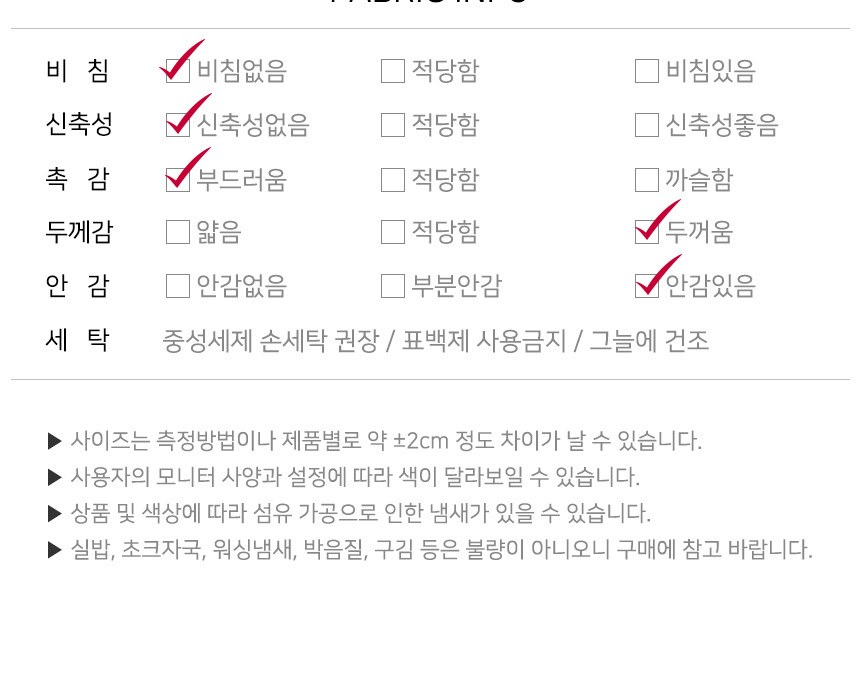 FABRIC INFO
비 침 비침없음 적당함 비침있음
신축성 신축성없음 적당함 신축성좋음
촉 감 부드러움 적당함 까슬함
두께감 얇음 적당함 두꺼움
안 감 안감없음 부분안감 안감있음
세 탁 중성세제 손세탁 권장 / 표백제 사용금지 / 그늘에 건조
▶ 사이즈는 측정방법이나 제품별로 약 ±2cm 정도 차이가 날 수 있습니다.
▶ 사용자의 모니터 사양과 설정에 따라 색이 달라보일 수 있습니다.
▶ 상품 및 색상에 따라 섬유 가공으로 인한 냄새가 있을 수 있습니다.
▶ 실밥, 초크자국, 워싱냄새, 박음질, 구김 등은 불량이 아니오니 구매에 참고 바랍니다.